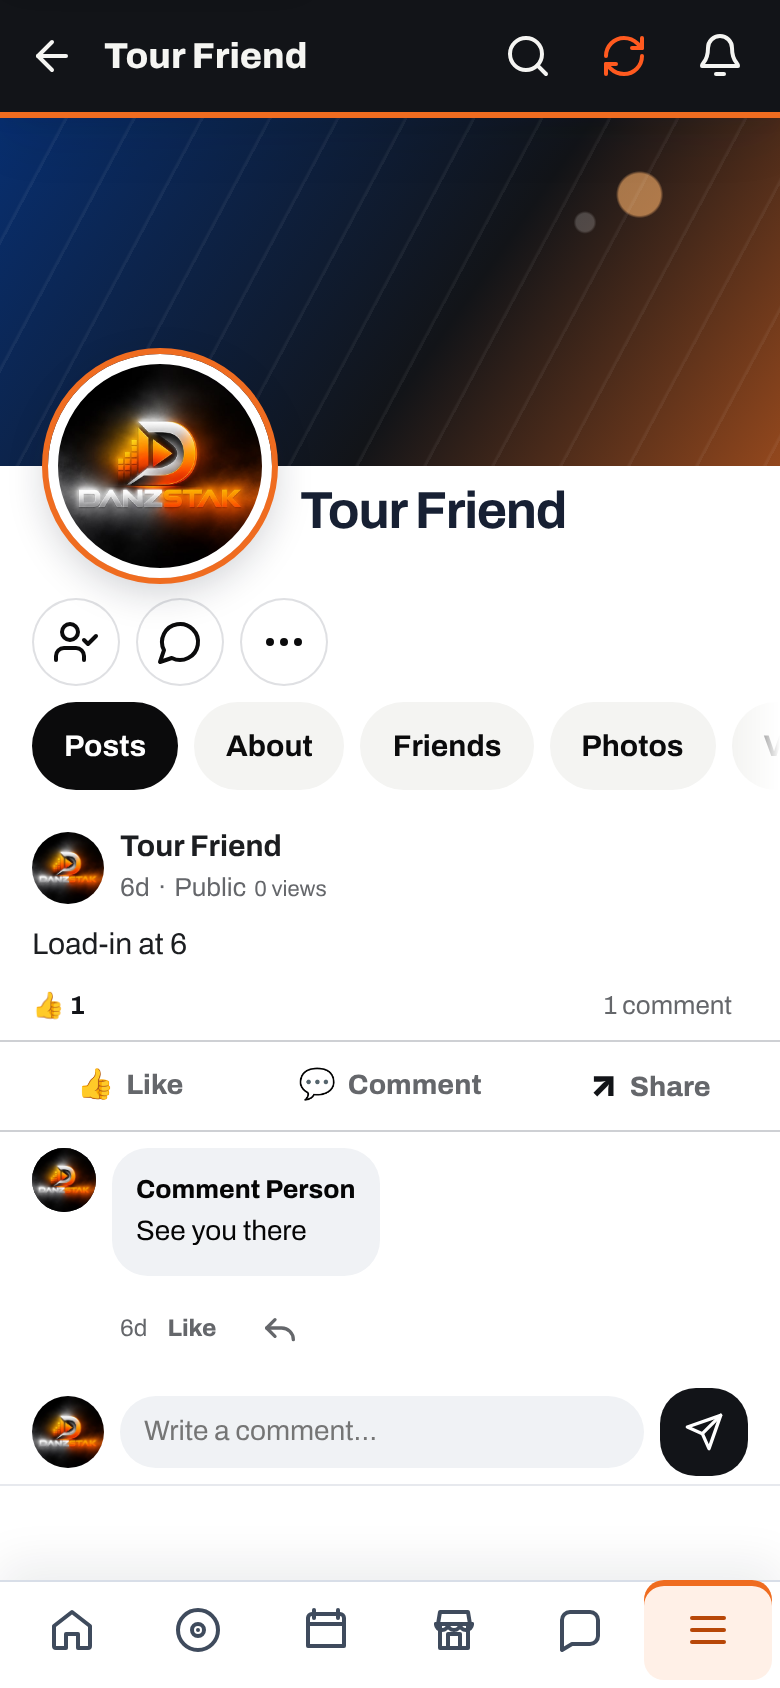 Tour Friend
DANZSTAK
Tour Friend
Posts
About
Friends
Photos
Tour Friend
6d · Public 0 views
Load-in at 6
👍 1
1 comment
👍 Like
💬 Comment
Share
Comment Person
See you there
6d Like
Write a comment...